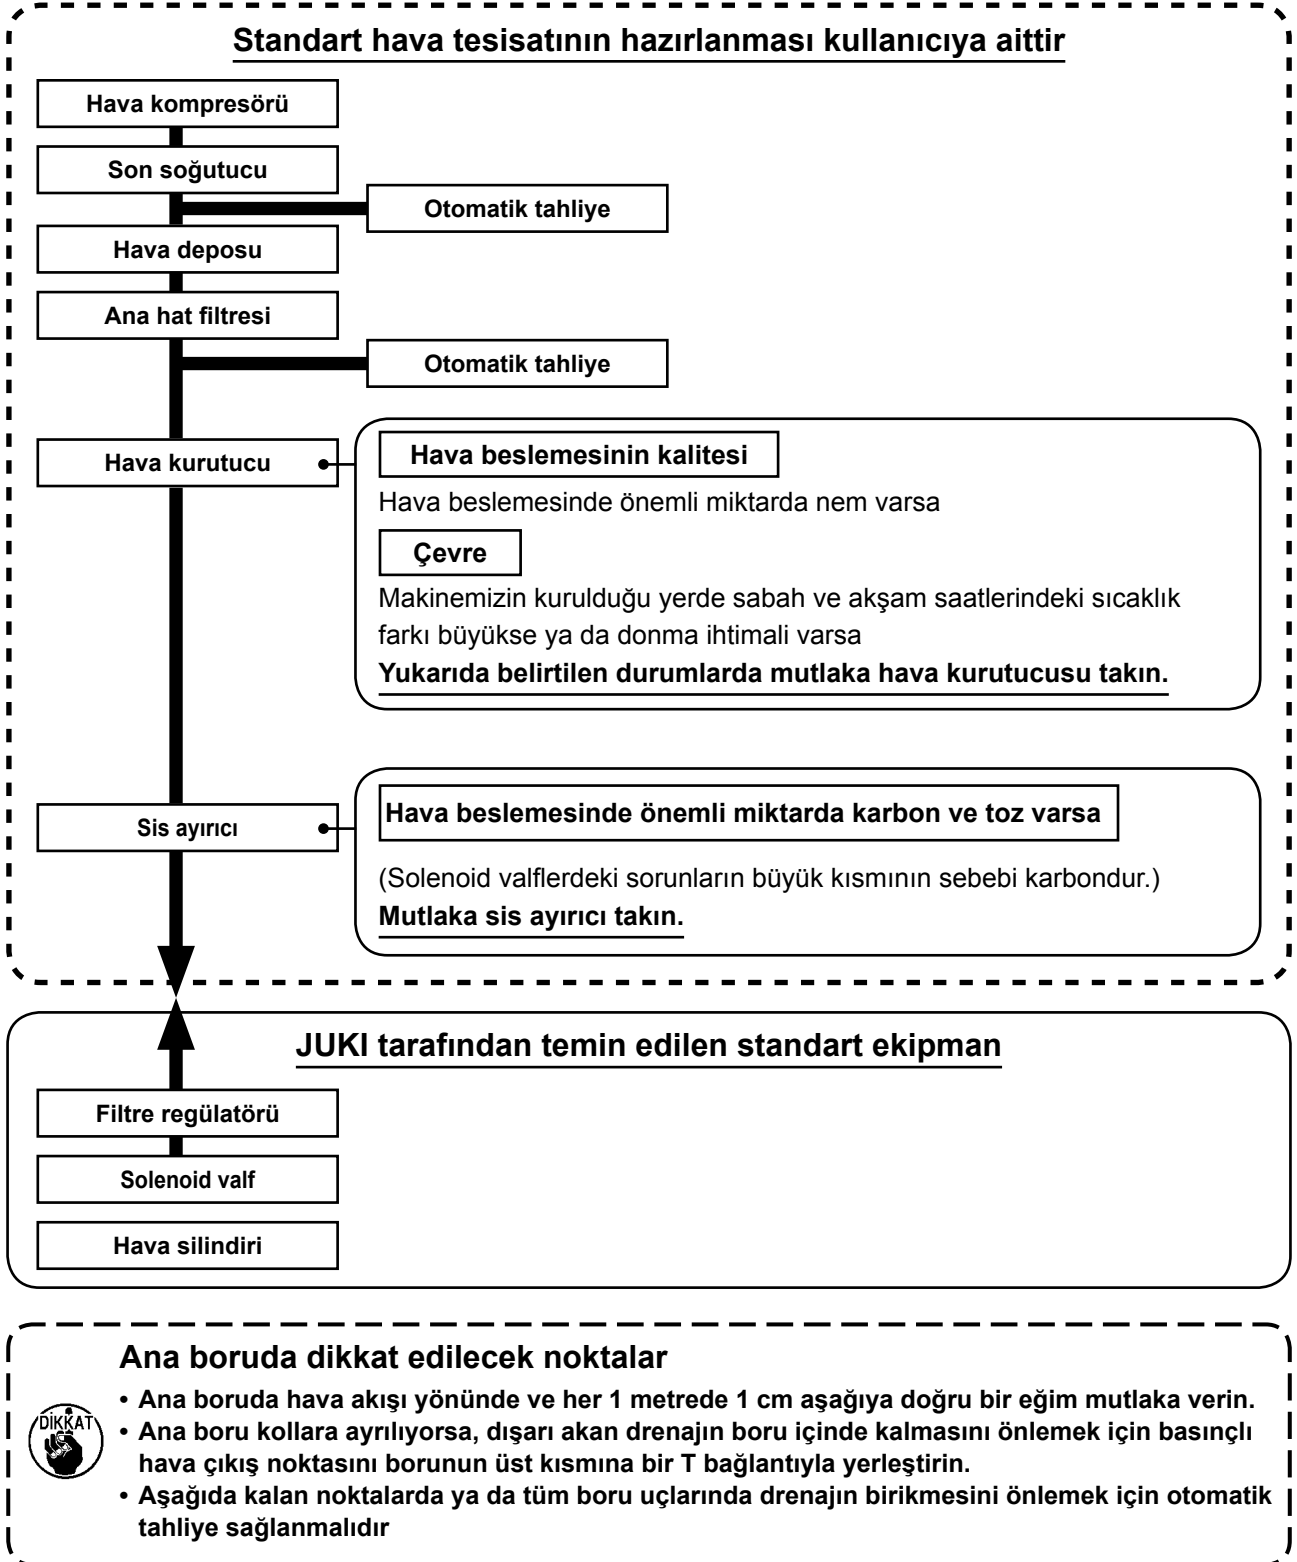 Standart hava tesisatının hazırlanması kullanıcıya aittir
Hava kompresörü
Son soğutucu
Otomatik tahliye
Hava deposu
Ana hat filtresi
Otomatik tahliye
Hava kurutucu
Hava beslemesinin kalitesi
Hava beslemesinde önemli miktarda nem varsa
Çevre
Makinemizin kurulduğu yerde sabah ve akşam saatlerindeki sıcaklık
farkı büyükse ya da donma ihtimali varsa
Yukarıda belirtilen durumlarda mutlaka hava kurutucusu takın.
Sis ayırıcı
Hava beslemesinde önemli miktarda karbon ve toz varsa
(Solenoid valflerdeki sorunların büyük kısmının sebebi karbondur.)
Mutlaka sis ayırıcı takın.
JUKI tarafından temin edilen standart ekipman
Filtre regülatörü
Solenoid valf
Hava silindiri
Ana boruda dikkat edilecek noktalar
DİKKAT
• Ana boruda hava akışı yönünde ve her 1 metrede 1 cm aşağıya doğru bir eğim mutlaka verin.
• Ana boru kollara ayrılıyorsa, dışarı akan drenajın boru içinde kalmasını önlemek için basınçlı
hava çıkış noktasını borunun üst kısmına bir T bağlantıyla yerleştirin.
• Aşağıda kalan noktalarda ya da tüm boru uçlarında drenajın birikmesini önlemek için otomatik
tahliye sağlanmalıdır